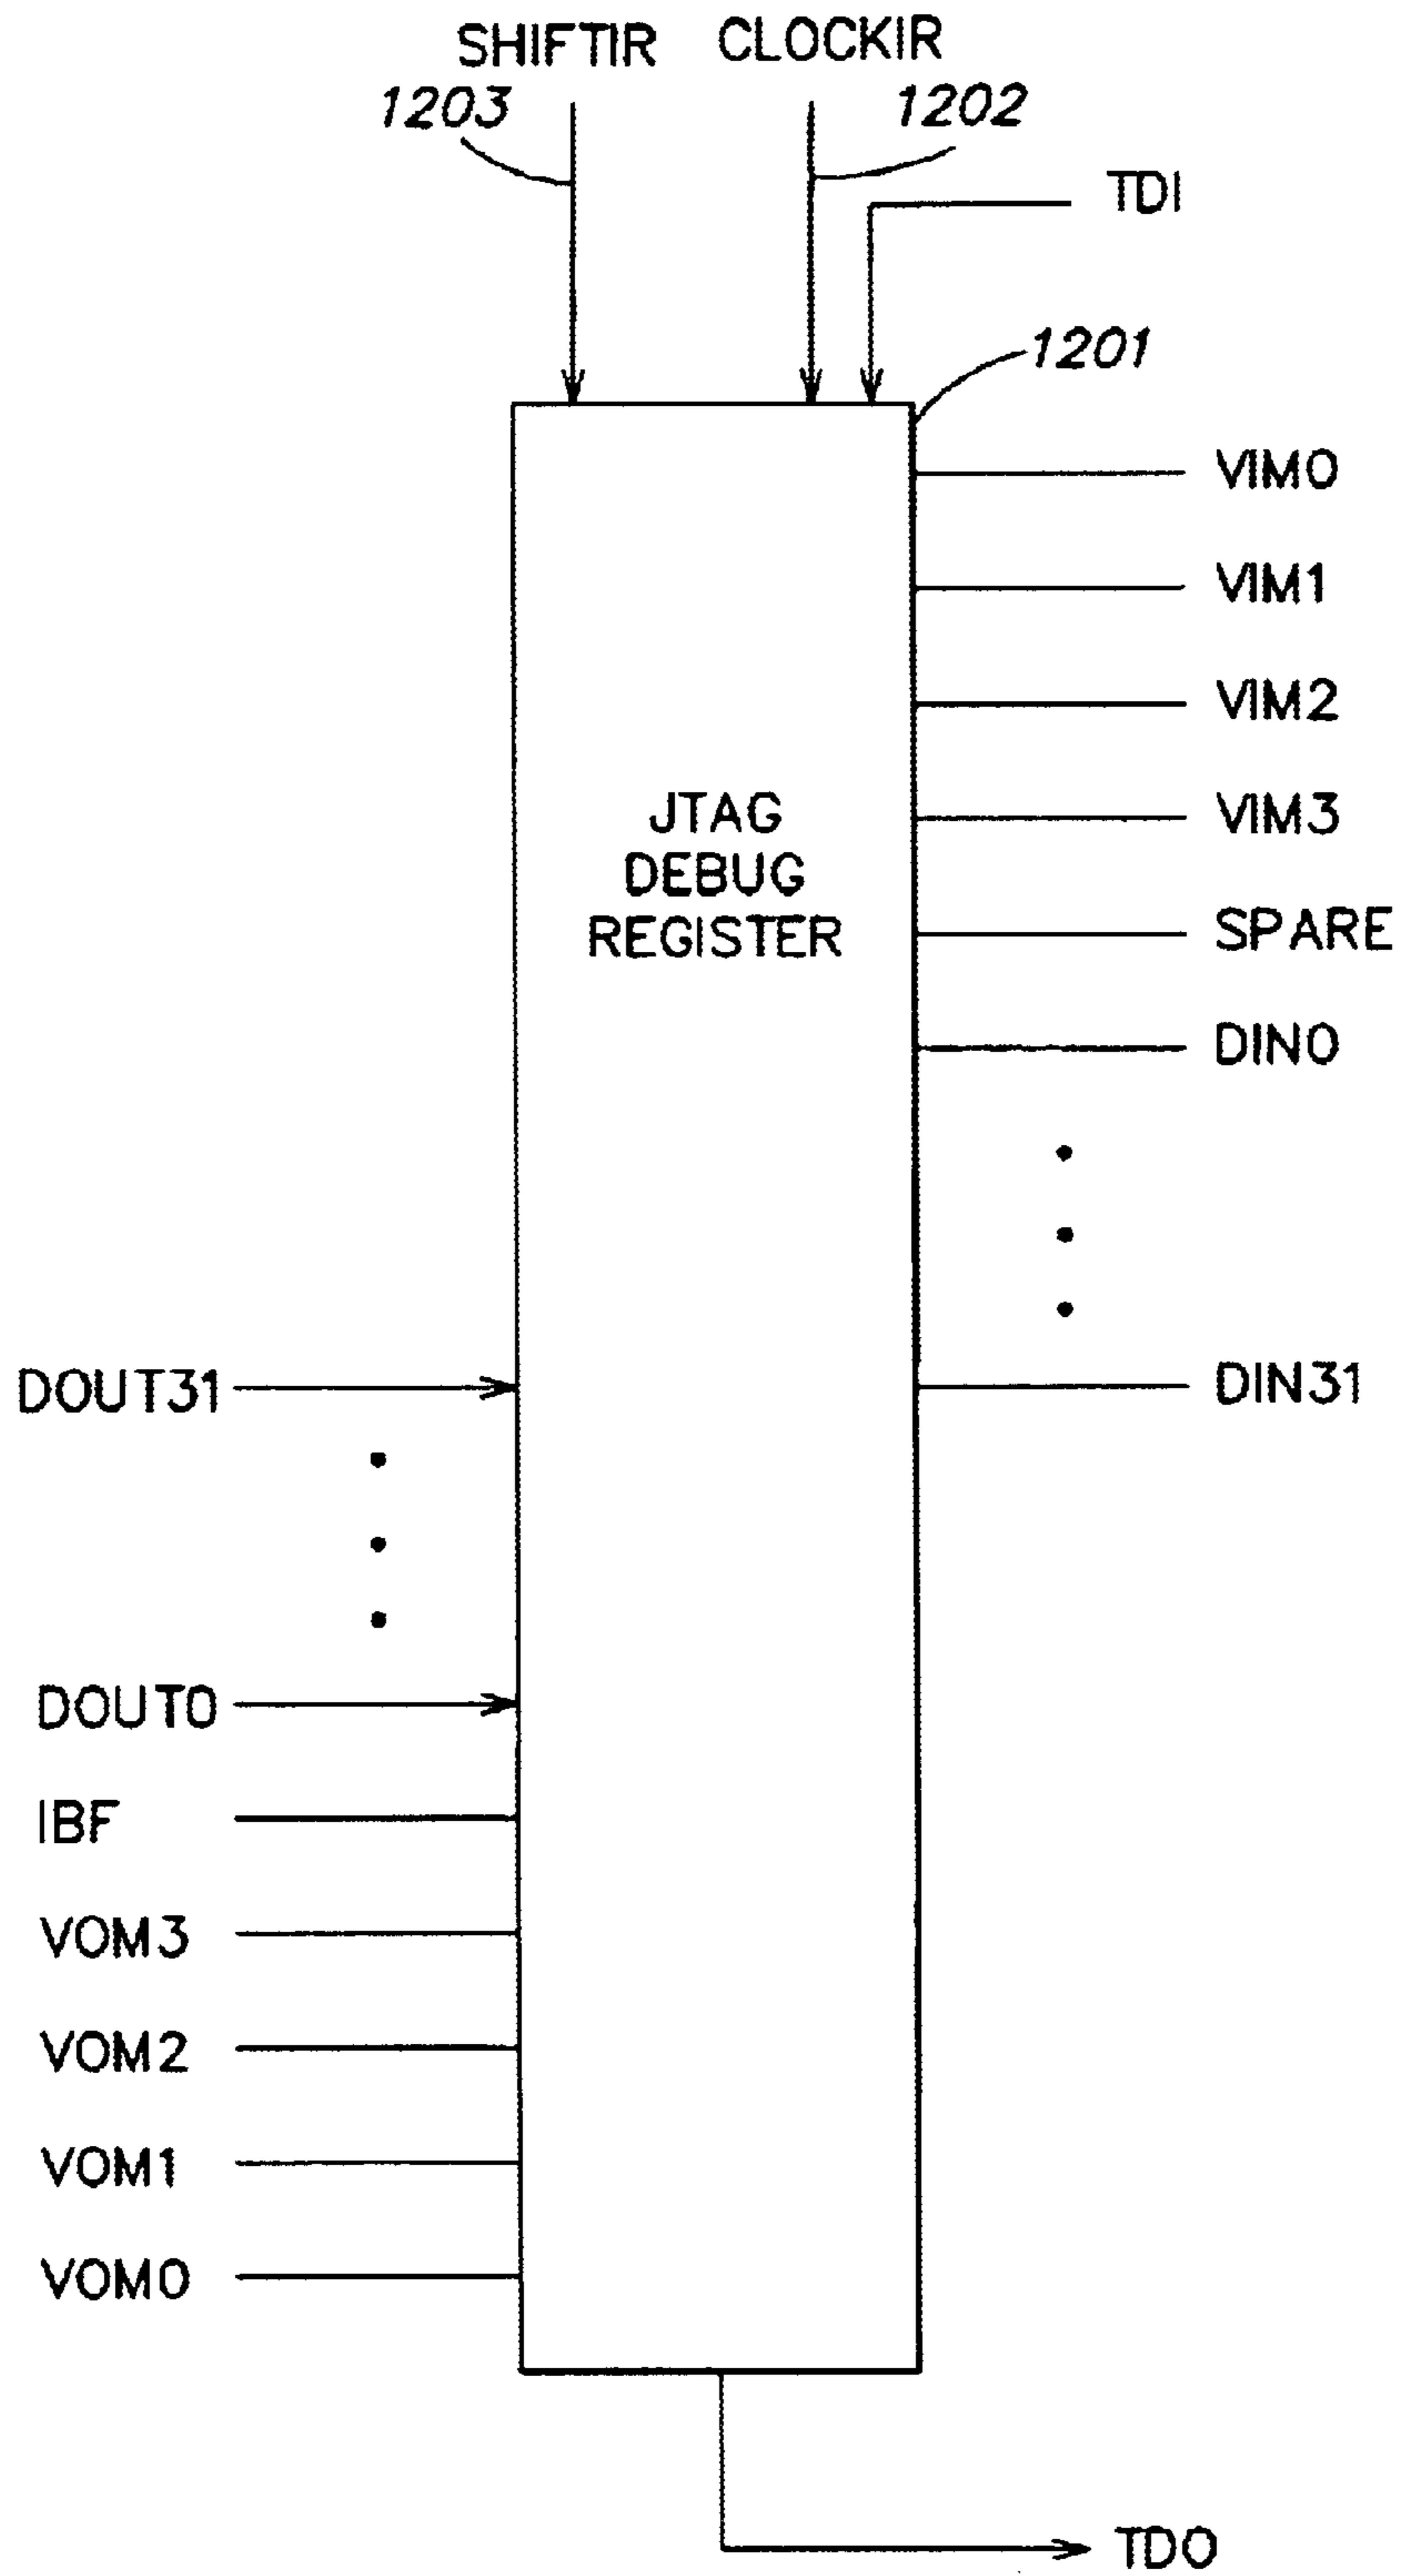 SHIFTIR
CLOCKIR
1203
1202
TDI
1201
VIM0
VIM1
VIM2
VIM3
JTAG
DEBUG
REGISTER
SPARE
DIN0
DIN31
DOUT31
DOUT0
IBF
VOM3
VOM2
VOM1
VOM0
TDO